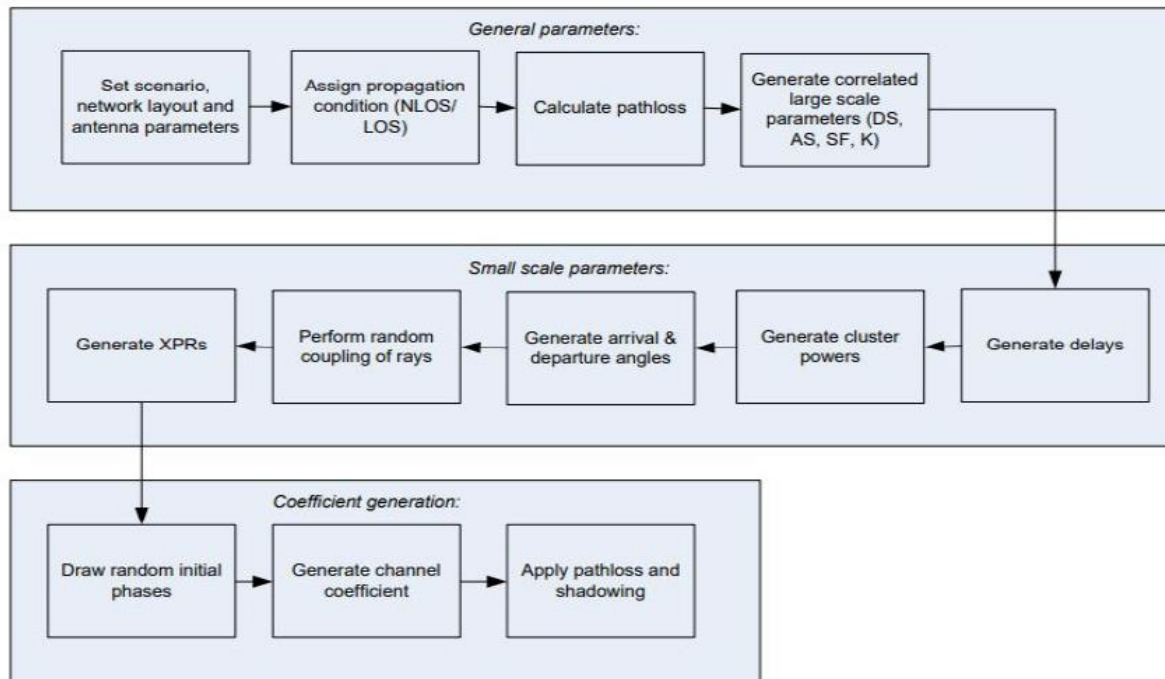 General parameters:
Set scenario,
network layout and
antenna parameters
Assign propagation
condition (NLOS/
LOS)
Calculate pathloss
Generate correlated
large scale
parameters (DS,
AS, SF, K)
Small scale parameters:
Generate XPRs
Perform random
coupling of rays
Generate arrival &
departure angles
Generate cluster
powers
Generate delays
Coefficient generation:
Draw random initial
phases
Generate channel
coefficient
Apply pathloss and
shadowing